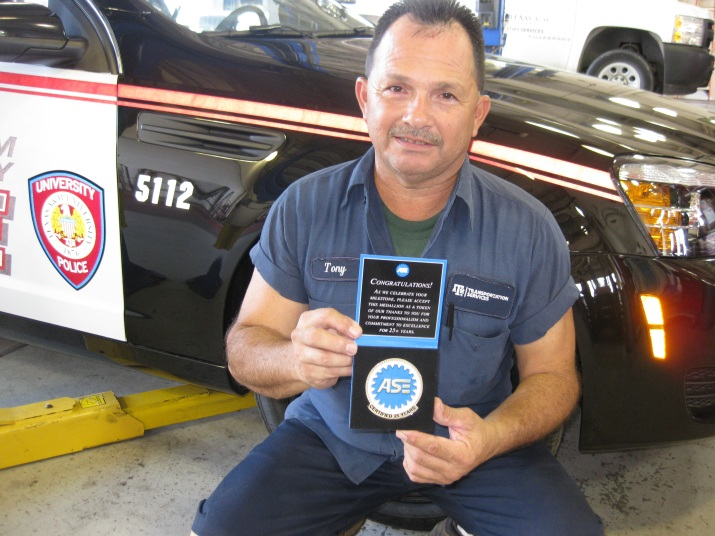 5112
UNIVERSITY
1876
POLICE
Tony
TRANSPORTATION
SERVICES
ASE
CONGRATULATIONS!
AS WE CELEBRATE YOUR
MILESTONE, PLEASE ACCEPT
THIS MEDALLION AS A TOKEN
OF OUR THANKS TO YOU FOR
YOUR PROFESSIONALISM AND
COMMITMENT TO EXCELLENCE
FOR 25+ YEARS.
ASE
CERTIFIED 25 YEARS